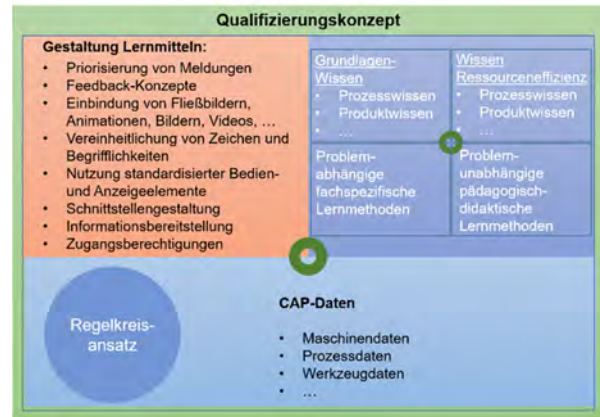 Qualifizierungskonzept
Gestaltung Lernmitteln:
• Priorisierung von Meldungen
• Feedback-Konzepte
• Einbindung von Fließbildern,
Animationen, Bildern, Videos, …
• Vereinheitlichung von Zeichen und
Begrifflichkeiten
• Nutzung standardisierter Bedien-
und Anzeigeelemente
• Schnittstellengestaltung
• Informationsbereitstellung
• Zugangsberechtigungen
Grundlagen-
Wissen
• Prozesswissen
• Produktwissen
• …
Wissen
Ressourceneffizienz
• Prozesswissen
• Produktwissen
• …
Problem-
abhängige
fachspezifische
Lernmethoden
Problem-
unabhängige
pädagogisch-
didaktische
Lernmethoden
Regelkreis-
ansatz
CAP-Daten
• Maschinendaten
• Prozessdaten
• Werkzeugdaten
• …